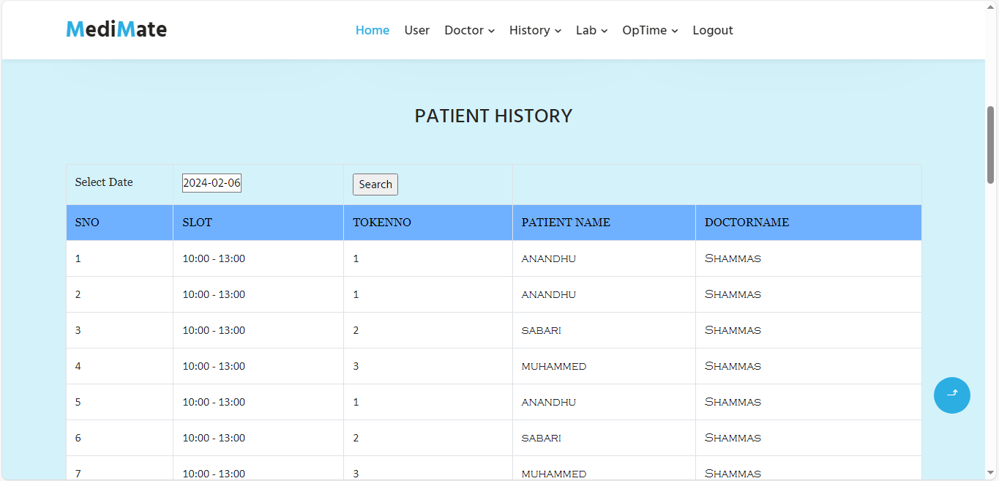 MediMate Home User Doctor History Lab OpTime Logout
PATIENT HISTORY
Select Date 2024-02-06 Search
SNO SLOT TOKENNO PATIENT NAME DOCTORNAME
1 10:00 - 13:00 1 ANANDHU SHAMMAS
2 10:00 - 13:00 1 ANANDHU SHAMMAS
3 10:00 - 13:00 2 SABARI SHAMMAS
4 10:00 - 13:00 3 MUHAMMED SHAMMAS
5 10:00 - 13:00 1 ANANDHU SHAMMAS
6 10:00 - 13:00 2 SABARI SHAMMAS
7 10:00 - 13:00 3 MUHAMMED SHAMMAS